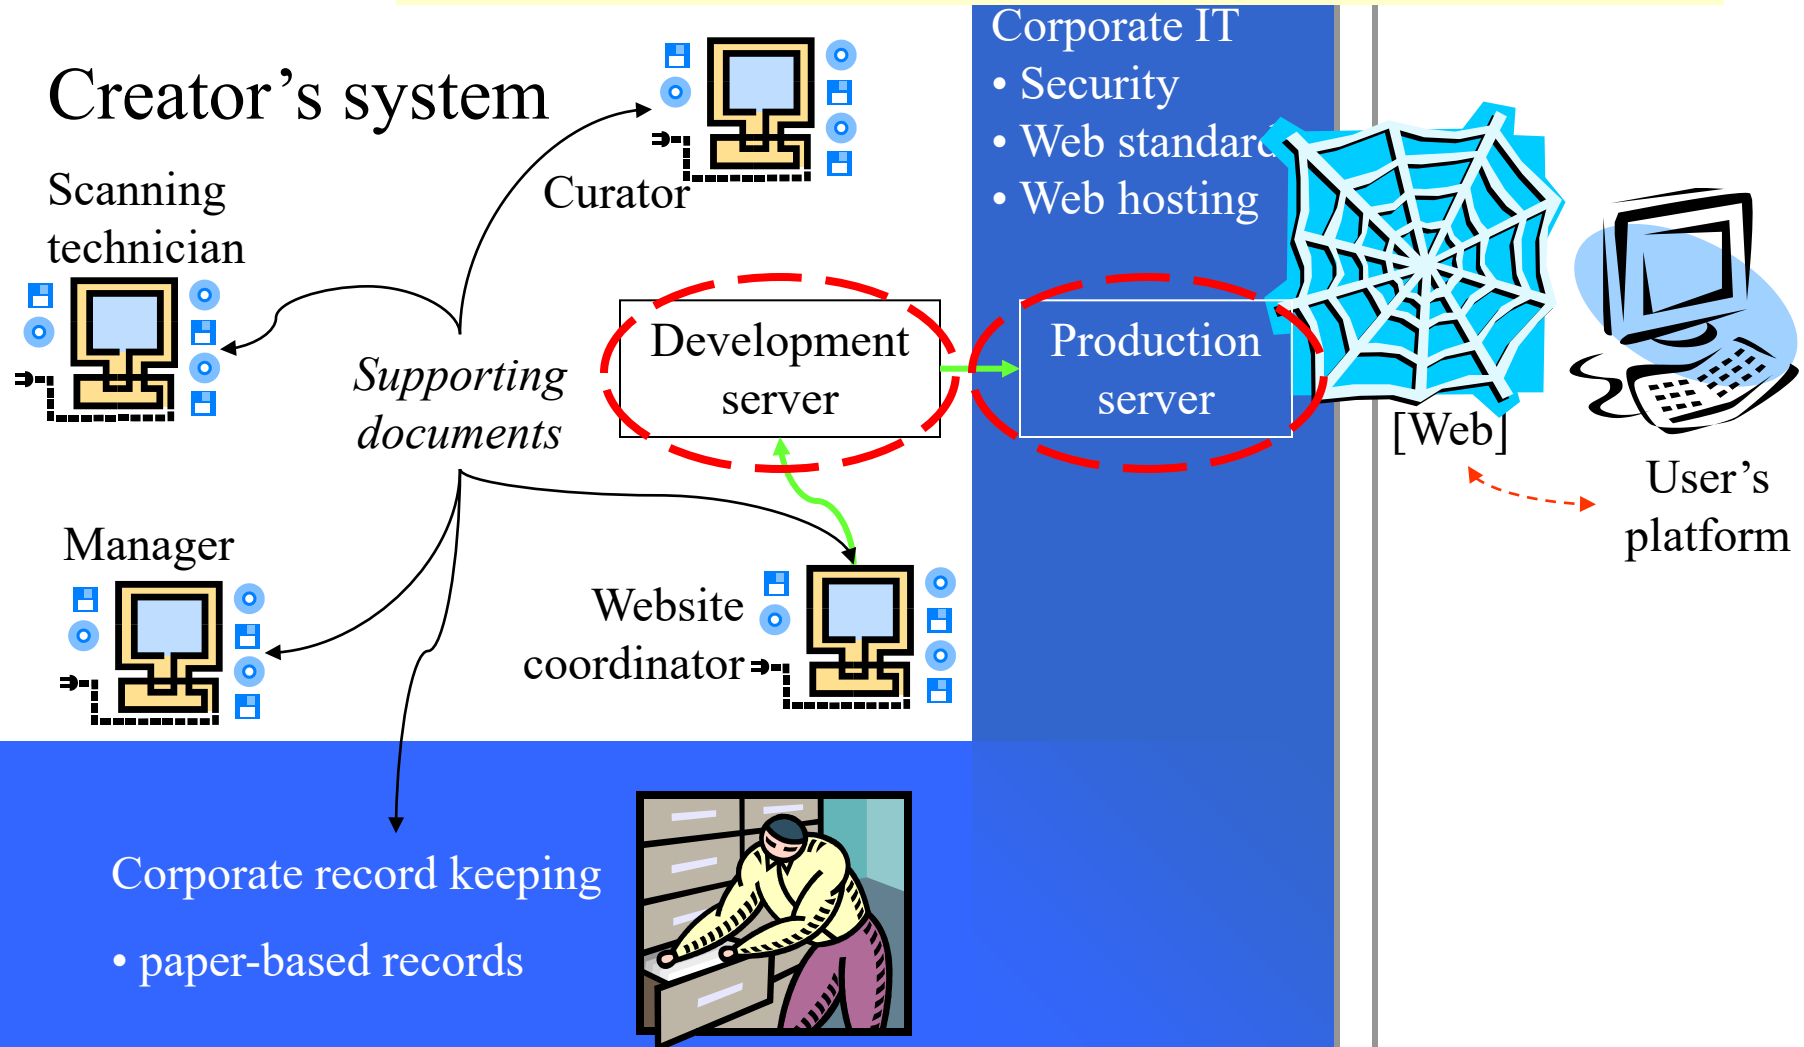 Creator’s system
Scanning
technician
Curator
Corporate IT
• Security
• Web standard
• Web hosting
Supporting
documents
Development
server
Production
server
[Web]
User’s
platform
Manager
Website
coordinator
Corporate record keeping
• paper-based records